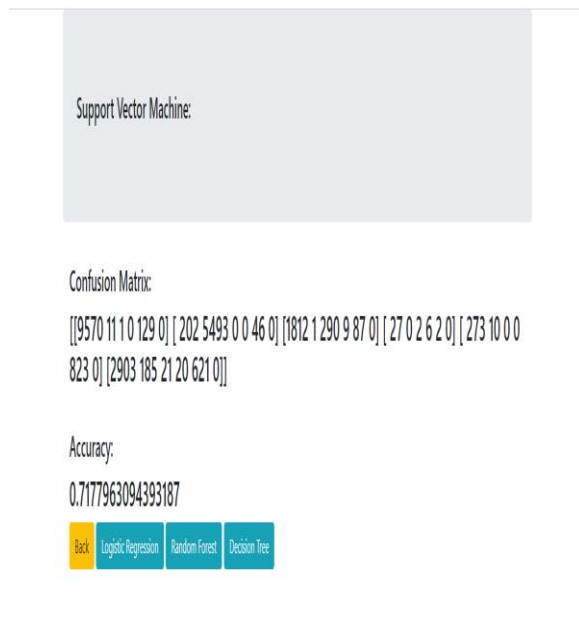 Support Vector Machine:
Confusion Matrix:
[[9570 11 1 0 129 0] [ 202 5493 0 0 46 0] [1812 1 290 9 87 0] [ 27 0 2 6 2 0] [ 273 10 0 0
823 0] [2903 185 21 20 621 0]]
Accuracy:
0.7177963094393187
Back Logistic Regression Random Forest Decision Tree